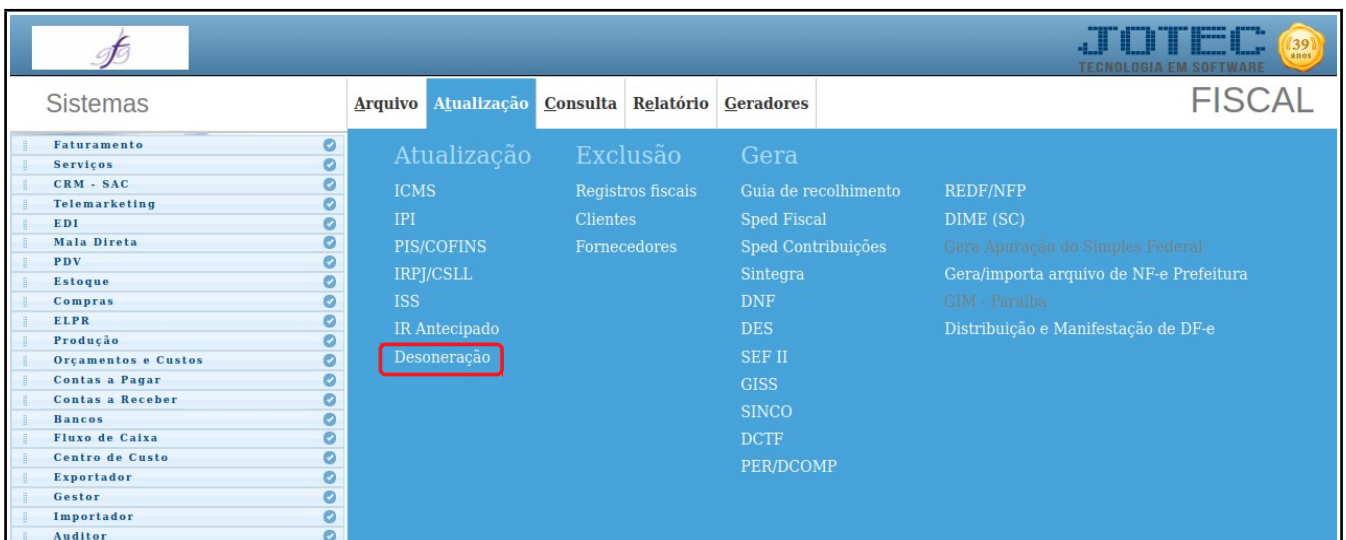 gfg
JOTEC
TECNOLOGIA EM SOFTWARE
39
anos
Sistemas
Arquivo Atualização Consulta Relatório Geradores
FISCAL
Faturamento
Serviços
CRM - SAC
Telemarketing
EDI
Mala Direta
PDV
Estoque
Compras
ELPR
Produção
Orçamentos e Custos
Contas a Pagar
Contas a Receber
Bancos
Fluxo de Caixa
Centro de Custo
Exportador
Gestor
Importador
Auditor
Atualização
ICMS
IPI
PIS/COFINS
IRPJ/CSLL
ISS
IR Antecipado
Desoneração
Exclusão
Registros fiscais
Clientes
Fornecedores
Gera
Guia de recolhimento
Sped Fiscal
Sped Contribuições
Sintegra
DNF
DES
SEF II
GISS
SINCO
DCTF
PER/DCOMP
REDF/NFP
DIME (SC)
Gera Apuração do Simples Federal
Gera/importa arquivo de NF-e Prefeitura
GIM - Paraíba
Distribuição e Manifestação de DF-e